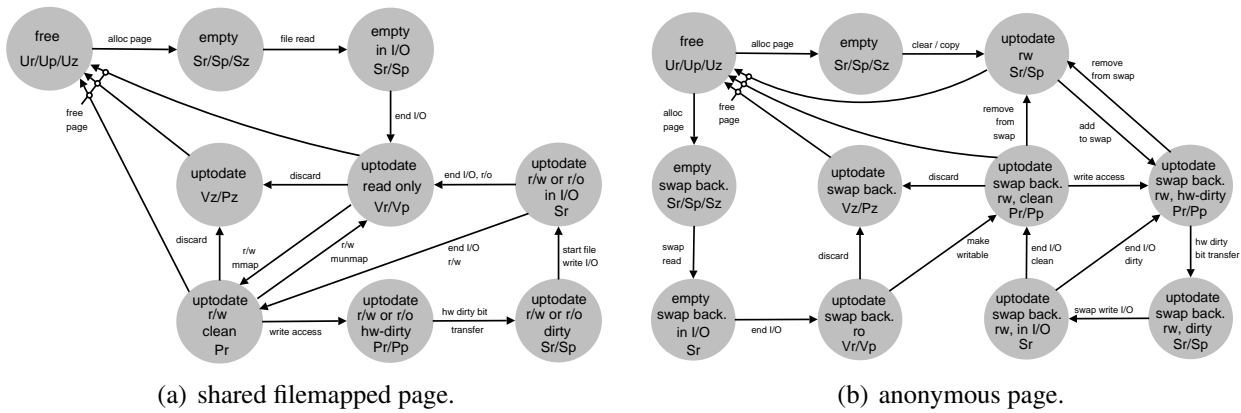 free
Ur/Up/Uz
alloc page
empty
Sr/Sp/Sz
file read
empty
in I/O
Sr/Sp
free
page
end I/O
uptodate
Vz/Pz
discard
uptodate
read only
Vr/Vp
end I/O, r/o
uptodate
r/w or r/o
in I/O
Sr
discard
r/w
mmap
r/w
munmap
end I/O
r/w
start file
write I/O
uptodate
r/w
clean
Pr
write access
uptodate
r/w or r/o
hw-dirty
Pr/Pp
hw dirty bit
transfer
uptodate
r/w or r/o
dirty
Sr/Sp
(a) shared filemapped page.
free
Ur/Up/Uz
alloc page
empty
Sr/Sp/Sz
clear / copy
uptodate
rw
Sr/Sp
remove
from swap
alloc
page
free
page
remove
from
swap
add
to swap
empty
swap back.
Sr/Sp/Sz
uptodate
swap back.
Vz/Pz
discard
uptodate
swap back.
rw, clean
Pr/Pp
write access
uptodate
swap back.
rw, hw-dirty
Pr/Pp
swap
read
discard
make
writable
end I/O
clean
end I/O
dirty
hw dirty
bit transfer
empty
swap back.
in I/O
Sr
end I/O
uptodate
swap back.
ro
Vr/Vp
uptodate
swap back.
rw, in I/O
Sr
swap write I/O
uptodate
swap back.
rw, dirty
Sr/Sp
(b) anonymous page.